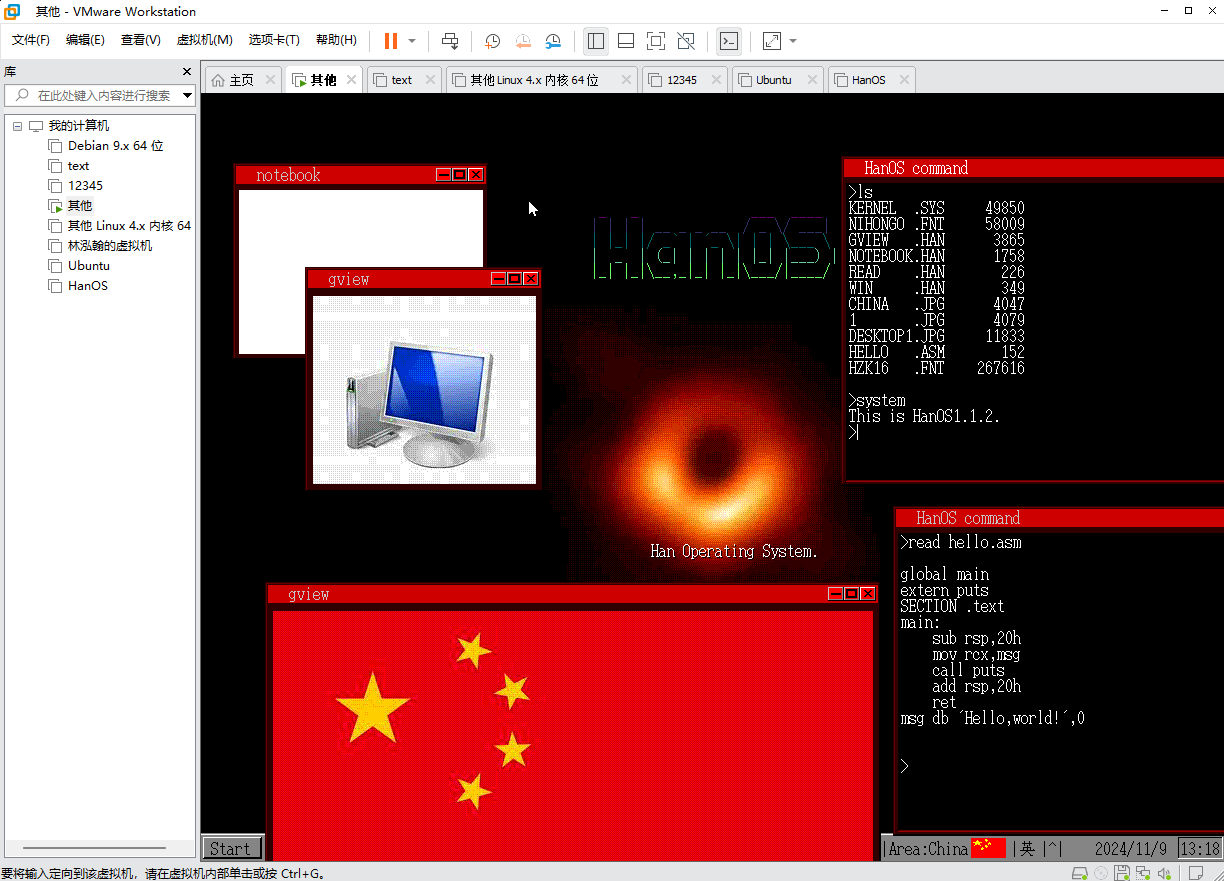 其他 - VMware Workstation
文件(F) 编辑(E) 查看(V) 虚拟机(M) 选项卡(T) 帮助(H)
库
在此处键入内容进行搜索
我的计算机
Debian 9.x 64 位
text
12345
其他
其他 Linux 4.x 内核 64
林泓翰的虚拟机
Ubuntu
HanOS
主页 其他 text 其他 Linux 4.x 内核 64 位 12345 Ubuntu HanOS
notebook
gview
HanOS
Han Operating System.
gview
HanOS command
>ls
KERNEL .SYS 49850
NIHONGO .FNT 58009
GVIEW .HAN 3865
NOTEBOOK.HAN 1758
READ .HAN 226
WIN .HAN 349
CHINA .JPG 4047
1 .JPG 4079
DESKTOP1.JPG 11833
HELLO .ASM 152
HZK16 .FNT 267616
>system
This is HanOS1.1.2.
>
HanOS command
>read hello.asm
global main
extern puts
SECTION .text
main:
sub rsp,20h
mov rcx,msg
call puts
add rsp,20h
ret
msg db ´Hello,world!´,0
>
Start |Area:China |英 |^| 2024/11/9 13:18
要将输入定向到该虚拟机，请在虚拟机内部单击或按 Ctrl+G。